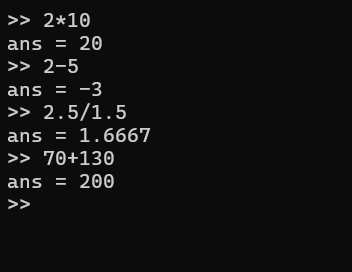 >> 2*10
ans = 20
>> 2-5
ans = -3
>> 2.5/1.5
ans = 1.6667
>> 70+130
ans = 200
>>